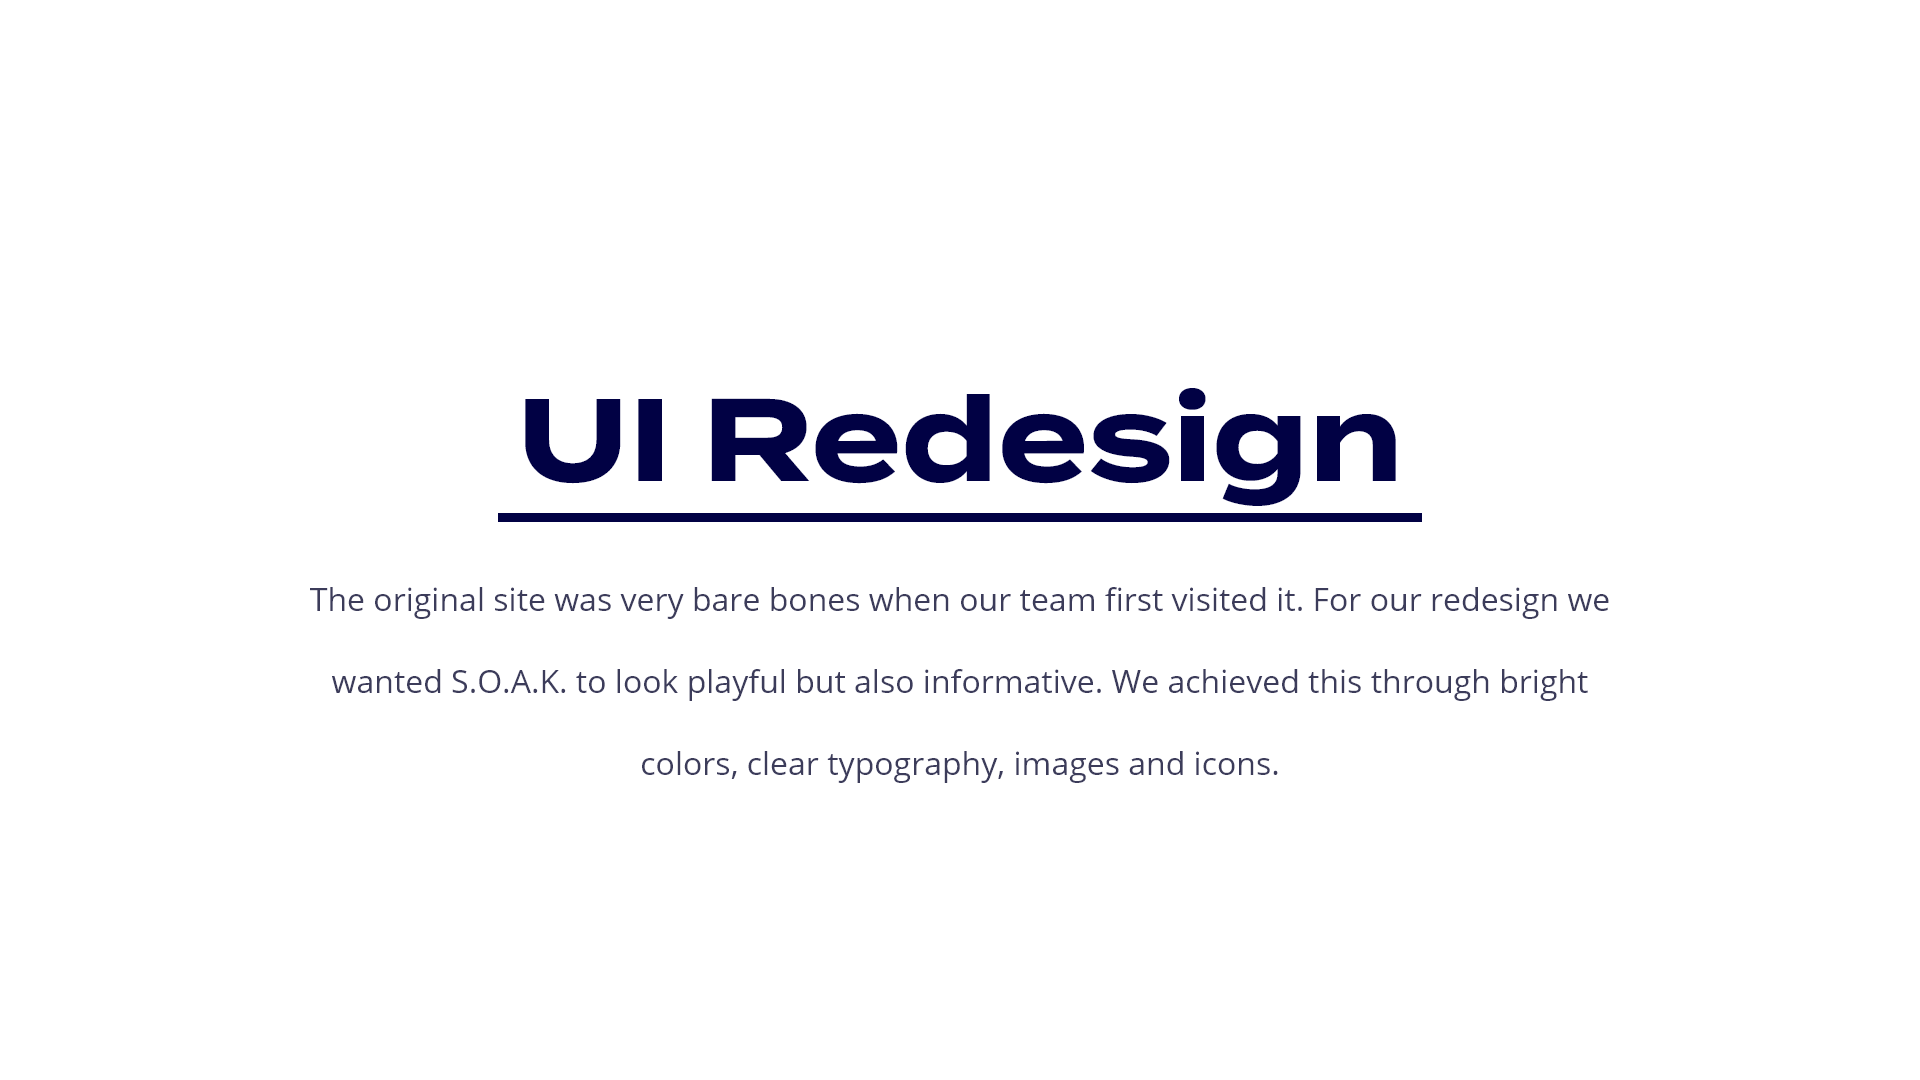 UI Redesign
The original site was very bare bones when our team first visited it. For our redesign we
wanted S.O.A.K. to look playful but also informative. We achieved this through bright
colors, clear typography, images and icons.